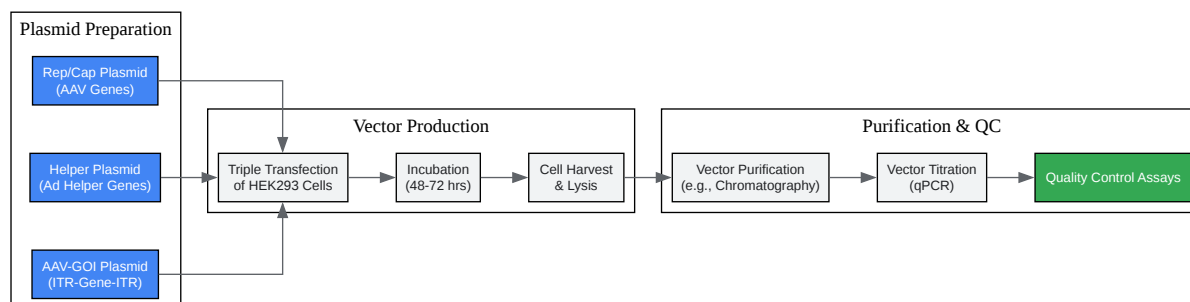 Plasmid Preparation
Rep/Cap Plasmid
(AAV Genes)
Helper Plasmid
(Ad Helper Genes)
AAV-GOI Plasmid
(ITR-Gene-ITR)
Vector Production
Triple Transfection
of HEK293 Cells
Incubation
(48-72 hrs)
Cell Harvest
& Lysis
Purification & QC
Vector Purification
(e.g., Chromatography)
Vector Titration
(qPCR)
Quality Control Assays